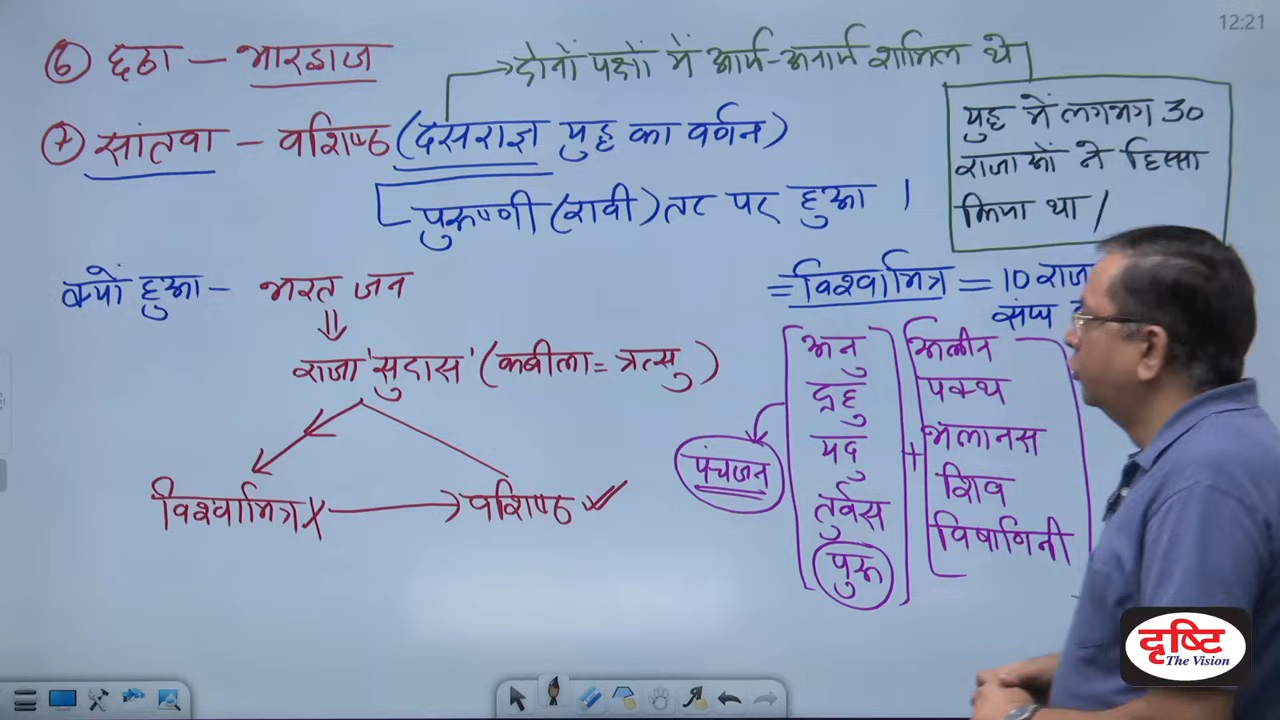 12:21
⑥ छठा – भारद्वाज
→ दोनों पक्षों में आर्य-अनार्य शामिल थे
⑦ सांतवा – वशिष्ठ (दसराज्ञ युद्ध का वर्णन)
पुरुष्णी (रावी) तट पर हुआ ।
युद्ध में लगभग 30
राजाओं ने हिस्सा
लिया था ।
क्यों हुआ – भरत जन
⇓
राजा 'सुदास' (कबीला = त्रत्सु)
विश्वामित्र X → वशिष्ठ ✓
= विश्वामित्र = 10 राजा
संघ
पंचजन
अनु
द्रुहु
यदु
तुर्वस
पुरू
+
अलीन
पक्थ
भलानस
शिव
विषाणिनी
दृष्टि
The Vision